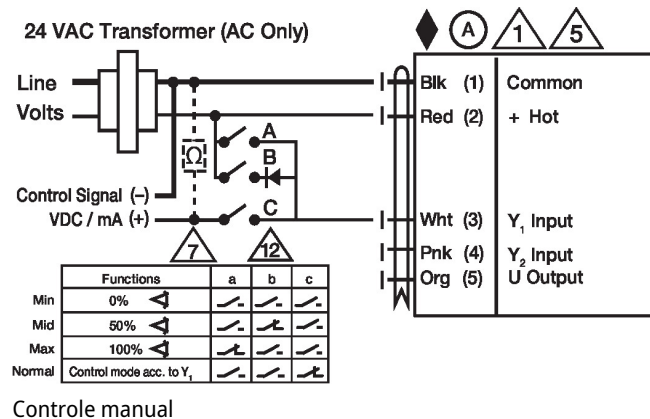 24 VAC Transformer (AC Only)
A 1 5
Line
Volts
Blk (1) Common
Red (2) + Hot
A
Ω
B
Control Signal (–)
VDC / mA (+)
C
Wht (3) Y1 Input
Pnk (4) Y2 Input
Org (5) U Output
7 12
Functions a b c
Min 0%
Mid 50%
Max 100%
Normal Control mode acc. to Y1
Controle manual